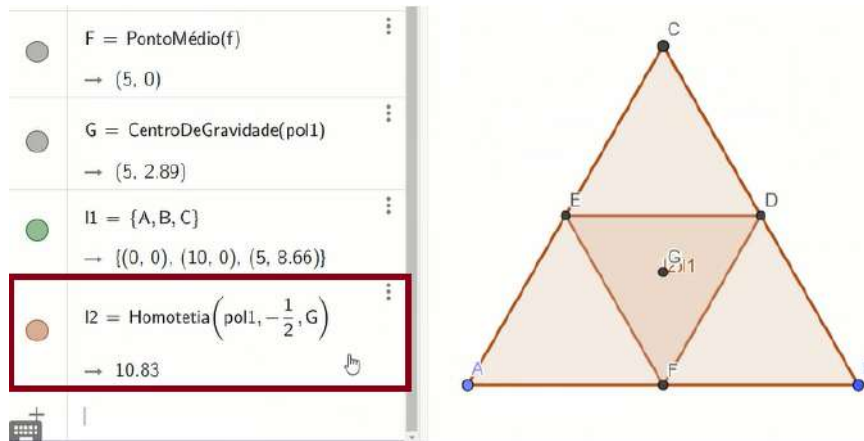 F = PontoMédio(f)
→ (5, 0)
G = CentroDeGravidade(pol1)
→ (5, 2.89)
l1 = {A, B, C}
→ {(0, 0), (10, 0), (5, 8.66)}
l2 = Homotetia(pol1, -1/2, G)
→ 10.83
+
C
E
D
G
A
F